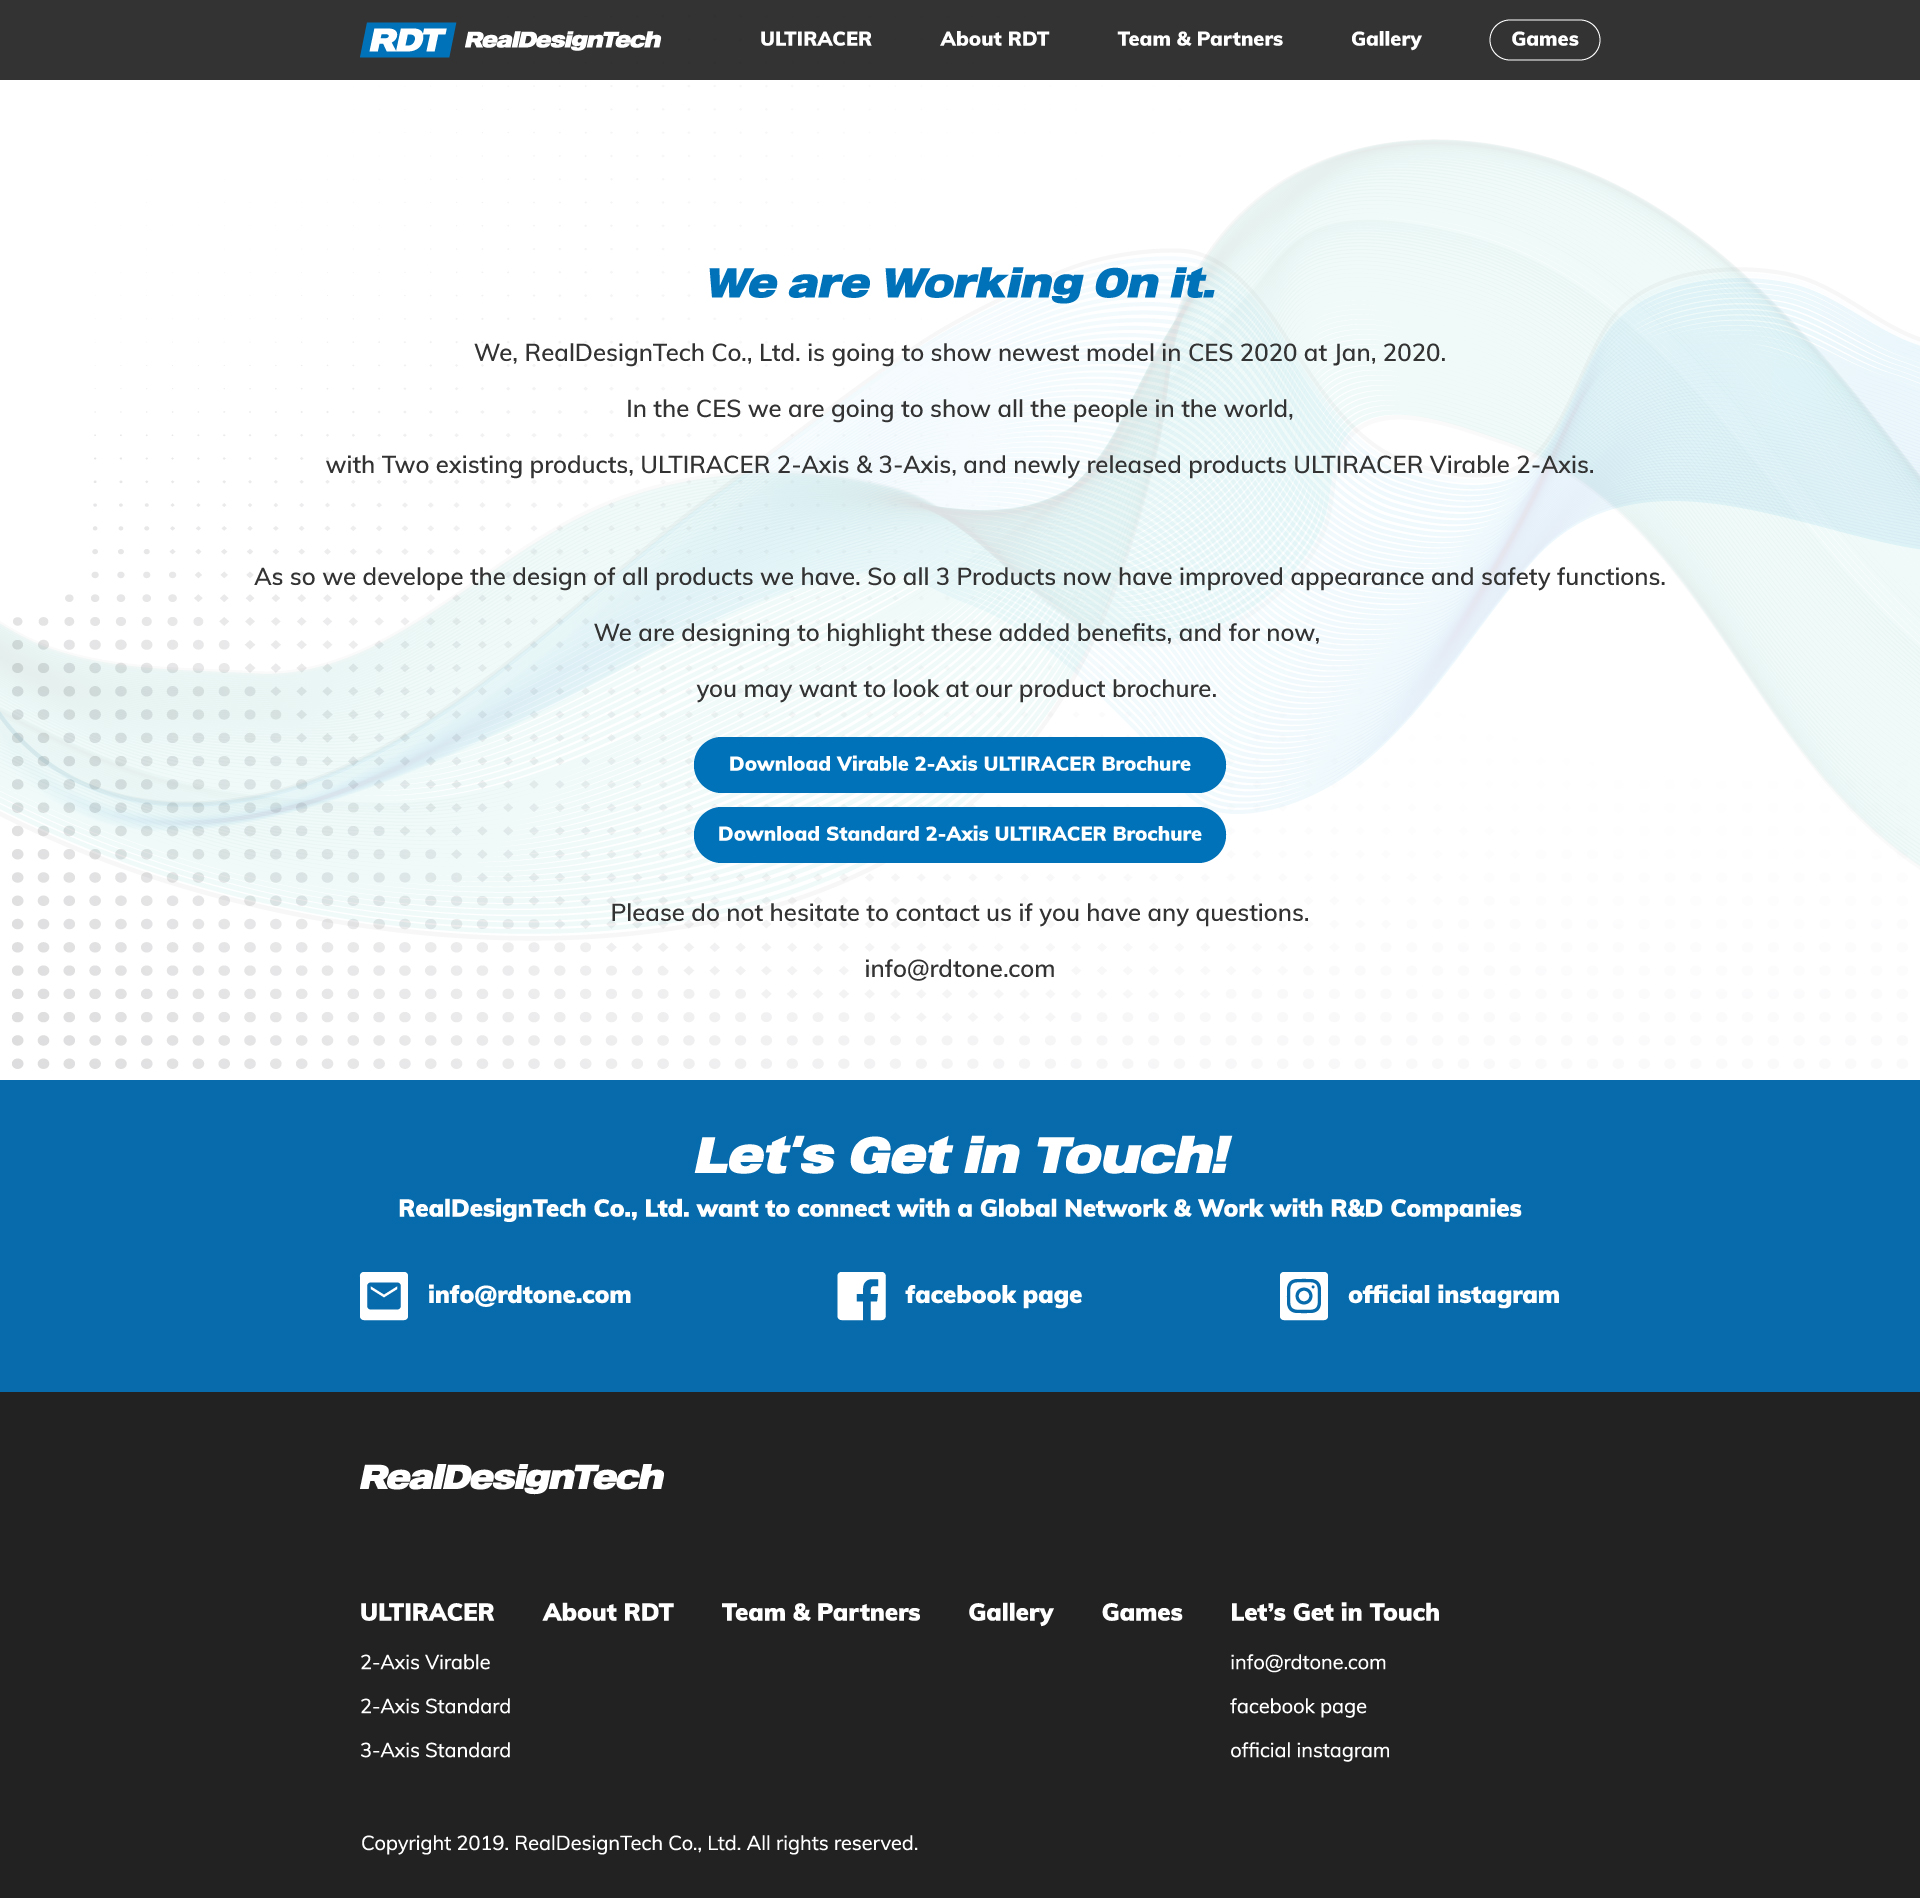 RDT RealDesignTech ULTIRACER About RDT Team & Partners Gallery Games
We are Working On it.
We, RealDesignTech Co., Ltd. is going to show newest model in CES 2020 at Jan, 2020.
In the CES we are going to show all the people in the world,
with Two existing products, ULTIRACER 2-Axis & 3-Axis, and newly released products ULTIRACER Virable 2-Axis.
As so we develope the design of all products we have. So all 3 Products now have improved appearance and safety functions.
We are designing to highlight these added benefits, and for now,
you may want to look at our product brochure.
Download Virable 2-Axis ULTIRACER Brochure
Download Standard 2-Axis ULTIRACER Brochure
Please do not hesitate to contact us if you have any questions.
info@rdtone.com
Let's Get in Touch!
RealDesignTech Co., Ltd. want to connect with a Global Network & Work with R&D Companies
info@rdtone.com facebook page official instagram
RealDesignTech
ULTIRACER About RDT Team & Partners Gallery Games Let’s Get in Touch
2-Axis Virable info@rdtone.com
2-Axis Standard facebook page
3-Axis Standard official instagram
Copyright 2019. RealDesignTech Co., Ltd. All rights reserved.